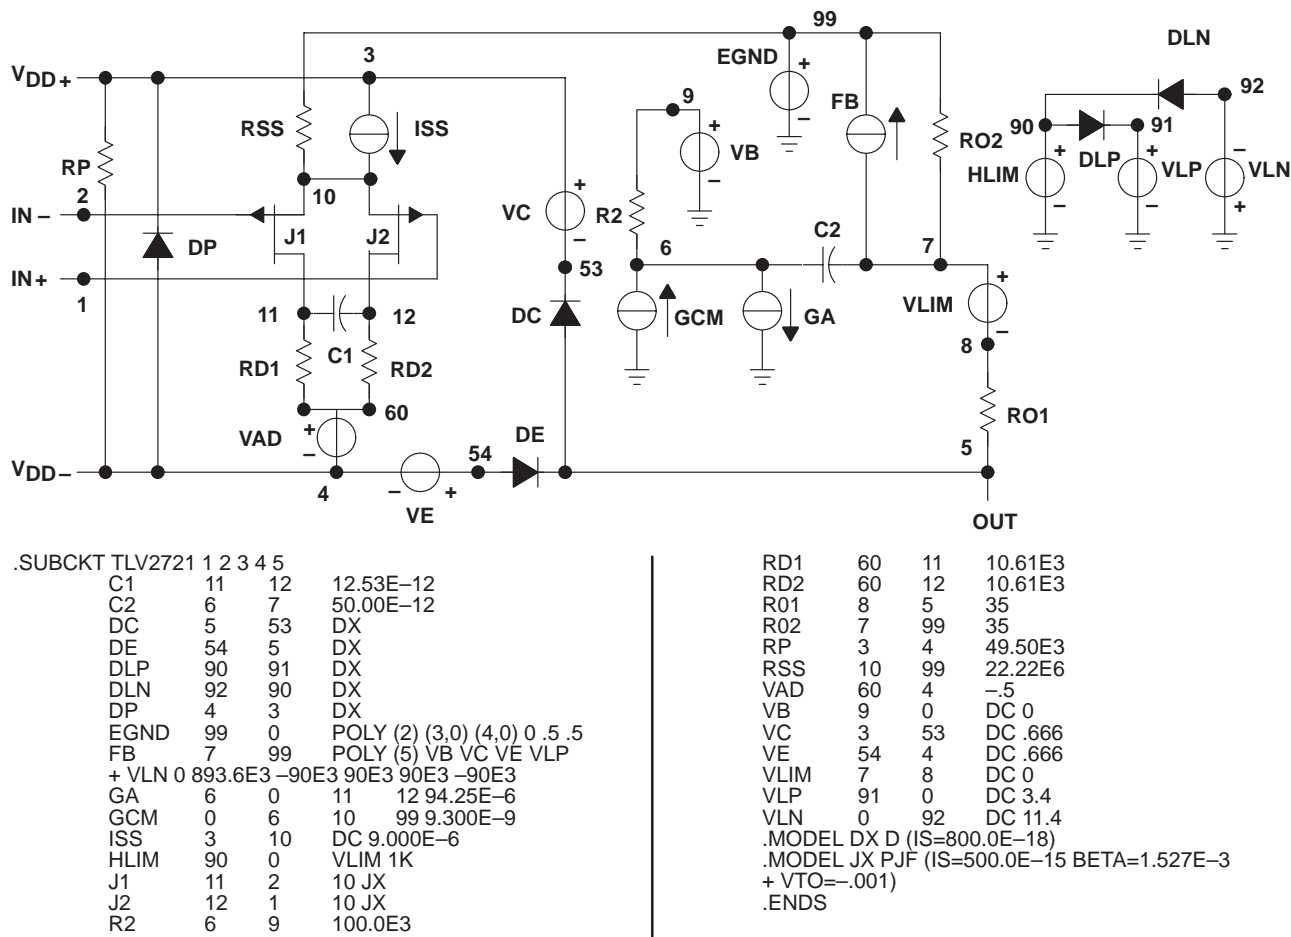 99
DLN
3
EGND
+
VDD+
92
9
+
FB
RSS
ISS
90
91
VB
RO2
RP
–
–
DLP
+
+
–
10
HLIM
VLP
VLN
2
–
–
+
IN–
VC
+
R2
C2
J1
J2
–
6
7
DP
IN+
53
1
+
11
12
DC
GCM
GA
VLIM
–
C1
8
RD1
RD2
60
RO1
VAD
+
DE
–
54
5
VDD–
4
–
+
VE
OUT
.SUBCKT TLV2721 1 2 3 4 5
C1 11 12 12.53E–12
C2 6 7 50.00E–12
DC 5 53 DX
DE 54 5 DX
DLP 90 91 DX
DLN 92 90 DX
DP 4 3 DX
EGND 99 0 POLY (2) (3,0) (4,0) 0 .5 .5
FB 7 99 POLY (5) VB VC VE VLP
+ VLN 0 893.6E3 –90E3 90E3 90E3 –90E3
GA 6 0 11 12 94.25E–6
GCM 0 6 10 99 9.300E–9
ISS 3 10 DC 9.000E–6
HLIM 90 0 VLIM 1K
J1 11 2 10 JX
J2 12 1 10 JX
R2 6 9 100.0E3
RD1 60 11 10.61E3
RD2 60 12 10.61E3
R01 8 5 35
R02 7 99 35
RP 3 4 49.50E3
RSS 10 99 22.22E6
VAD 60 4 –.5
VB 9 0 DC 0
VC 3 53 DC .666
VE 54 4 DC .666
VLIM 7 8 DC 0
VLP 91 0 DC 3.4
VLN 0 92 DC 11.4
.MODEL DX D (IS=800.0E–18)
.MODEL JX PJF (IS=500.0E–15 BETA=1.527E–3
+ VTO=–.001)
.ENDS